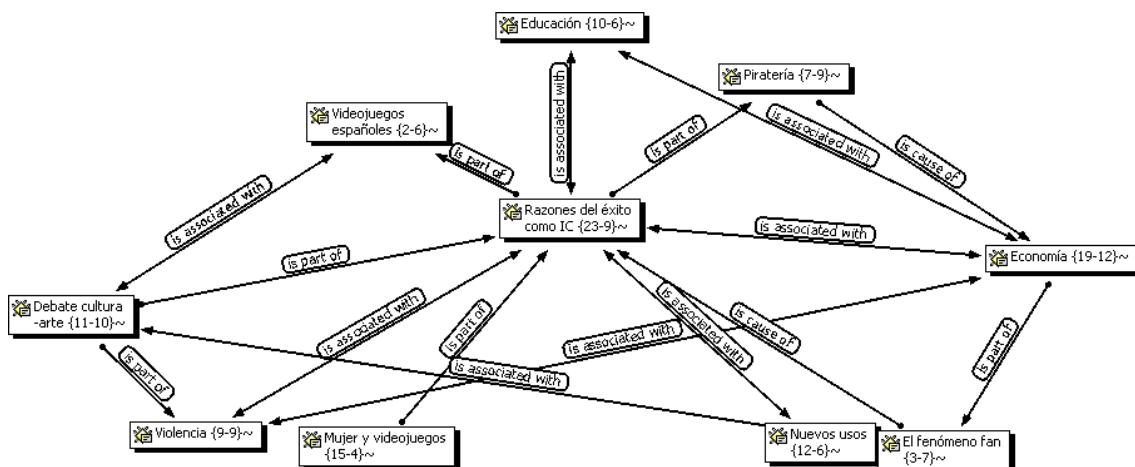 Educación {10-6}~
Piratería {7-9}~
is associated with
Videojuegos
españoles {2-6}~
is associated with
is part of
is cause of
is part of
is associated with
Razones del éxito
como IC {23-9}~
is associated with
Economía {19-12}~
is part of
Debate cultura
-arte {11-10}~
is associated with
is part of
is associated with
is cause of
is associated with
is part of
is part of
is associated with
Violencia {9-9}~
Mujer y videojuegos
{15-4}~
Nuevos usos
{12-6}~
El fenómeno fan
{3-7}~